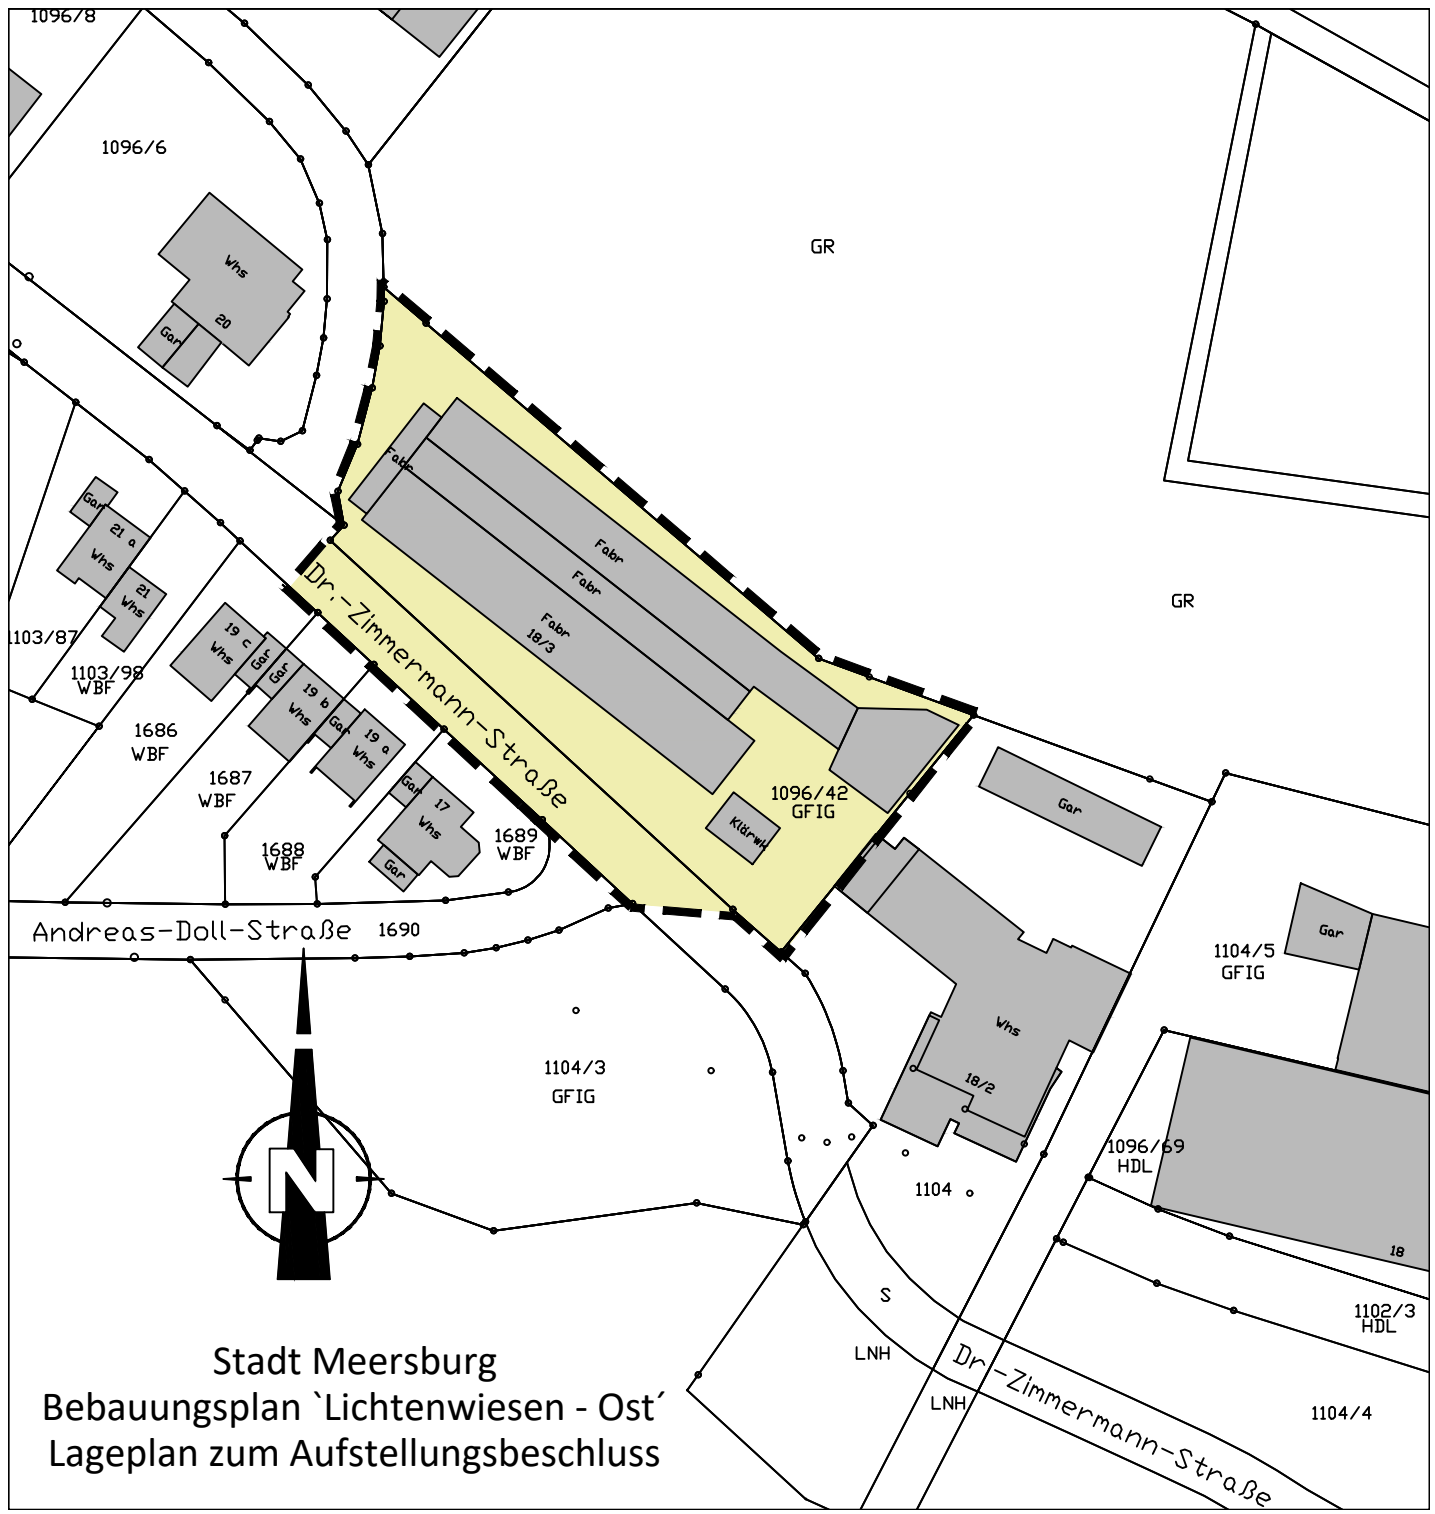 1096/8
1096/6
GR
Whs
20
Gar
Fabr
Gar
21 a
Whs
21
Whs
Fabr
Fabr
Fabr
18/3
GR
Dr.-Zimmermann-Straße
1103/87
1103/98
WBF
19 c
Whs
Gar
Gar
19 b
Whs
Gar
19 a
Whs
1686
WBF
1687
WBF
1096/42
GFIG
Klärwk
Gar
Gar
17
Whs
Gar
1688
WBF
1689
WBF
Andreas-Doll-Straße
1690
Gar
1104/5
GFIG
Whs
18/2
1104/3
GFIG
1096/69
HDL
1104
N
18
S
LNH
1102/3
HDL
LNH
Dr.-Zimmermann-Straße
1104/4
Stadt Meersburg
Bebauungsplan `Lichtenwiesen - Ost´
Lageplan zum Aufstellungsbeschluss